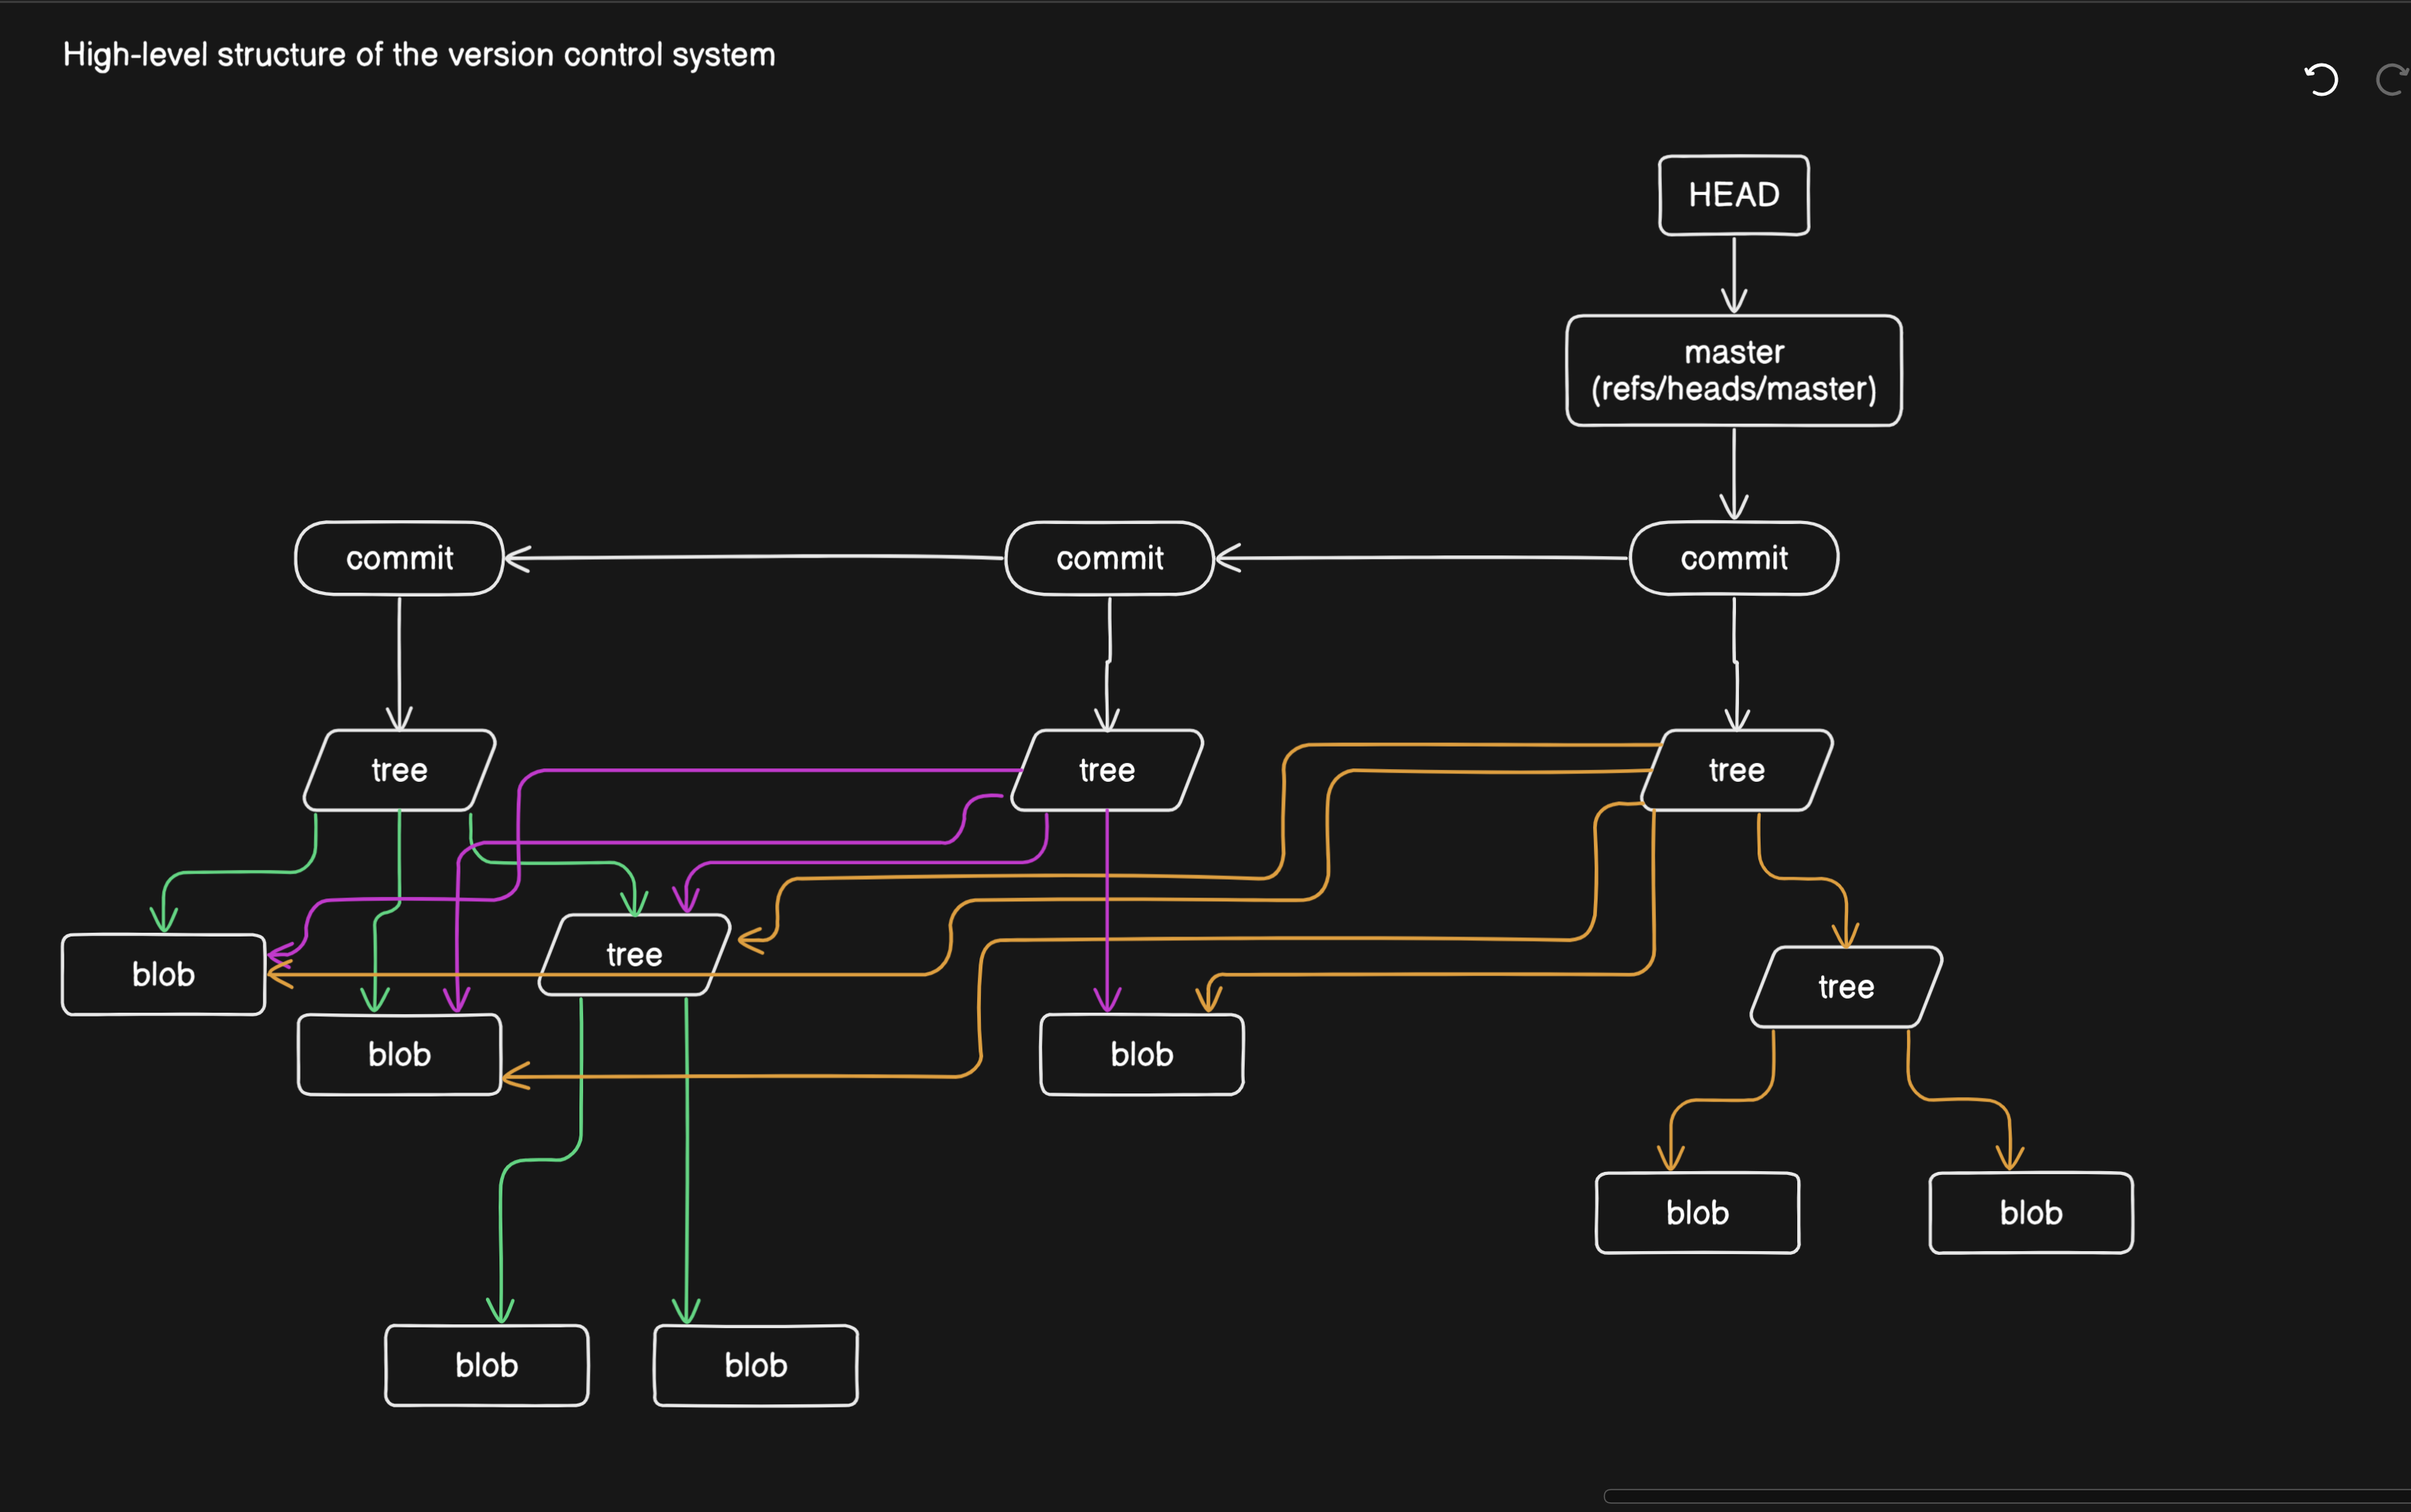 High-level structure of the version control system
HEAD
master
(refs/heads/master)
commit
commit
commit
tree
tree
tree
tree
blob
tree
blob
blob
blob
blob
blob
blob